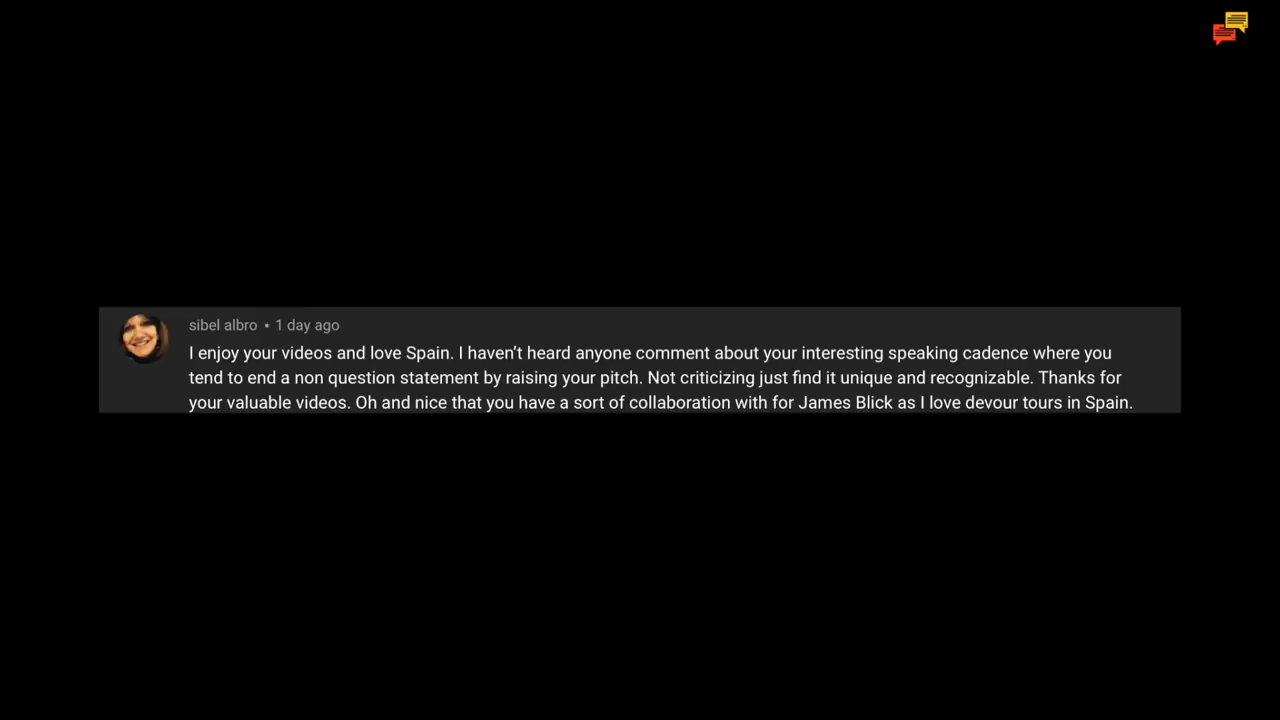 sibel albro • 1 day ago
I enjoy your videos and love Spain. I haven’t heard anyone comment about your interesting speaking cadence where you
tend to end a non question statement by raising your pitch. Not criticizing just find it unique and recognizable. Thanks for
your valuable videos. Oh and nice that you have a sort of collaboration with for James Blick as I love devour tours in Spain.